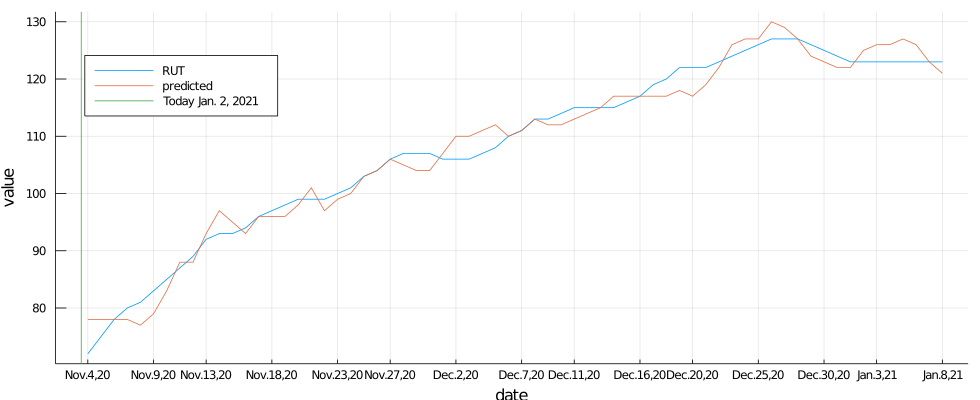 130
120
110
100
90
80
value
RUT
predicted
Today Jan. 2, 2021
Nov.4,20 Nov.9,20 Nov.13,20 Nov.18,20 Nov.23,20 Nov.27,20 Dec.2,20 Dec.7,20 Dec.11,20 Dec.16,20 Dec.20,20 Dec.25,20 Dec.30,20 Jan.3,21 Jan.8,21
date